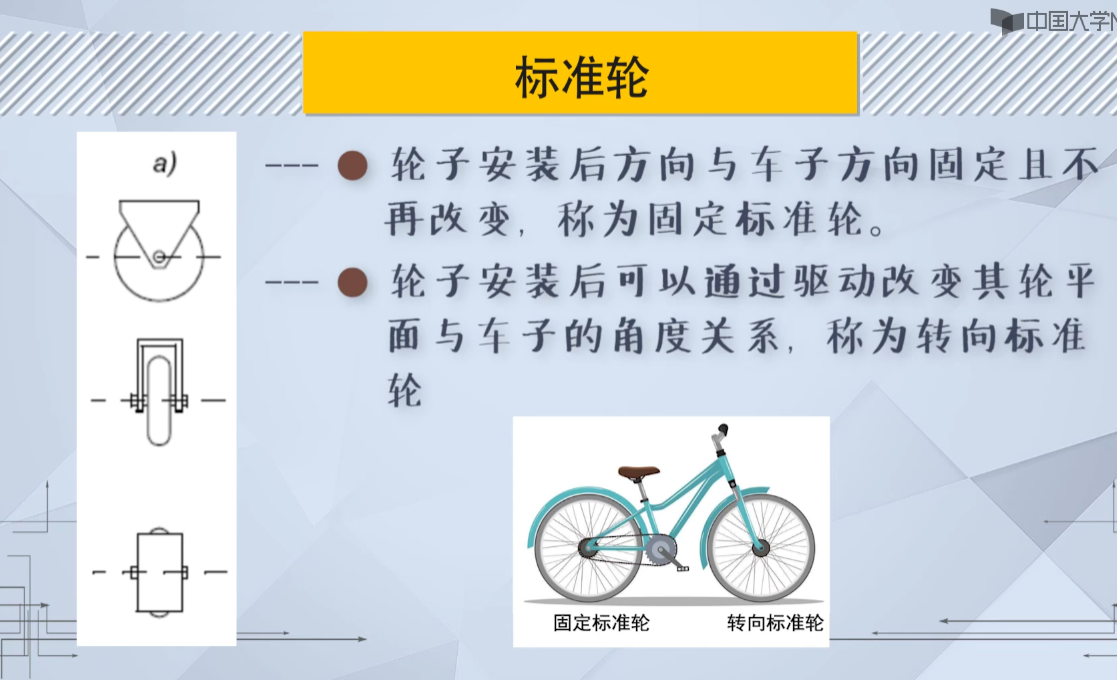 中国大学M
标准轮
a)
轮子安装后方向与车子方向固定且不
再改变，称为固定标准轮。
轮子安装后可以通过驱动改变其轮平
面与车子的角度关系，称为转向标准
轮
固定标准轮
转向标准轮